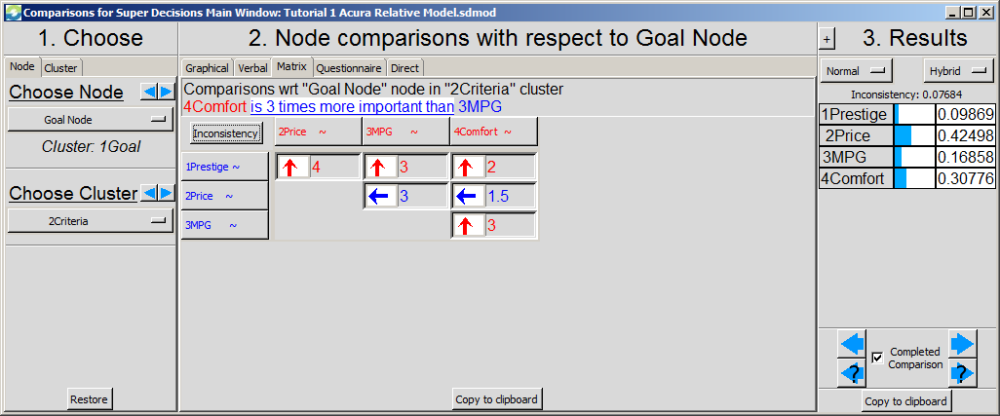 Comparisons for Super Decisions Main Window: Tutorial 1 Acura Relative Model.sdmod
1. Choose
Node Cluster
Choose Node
Goal Node
Cluster: 1Goal
Choose Cluster
2Criteria
Restore
2. Node comparisons with respect to Goal Node
Graphical Verbal Matrix Questionnaire Direct
Comparisons wrt "Goal Node" node in "2Criteria" cluster
4Comfort is 3 times more important than 3MPG
Inconsistency 2Price ~ 3MPG ~ 4Comfort ~
1Prestige ~ 4 3 2
2Price ~ 3 1.5
3MPG ~ 3
Copy to clipboard
+ 3. Results
Normal Hybrid
Inconsistency: 0.07684
1Prestige 0.09869
2Price 0.42498
3MPG 0.16858
4Comfort 0.30776
Completed
Comparison
? ?
Copy to clipboard